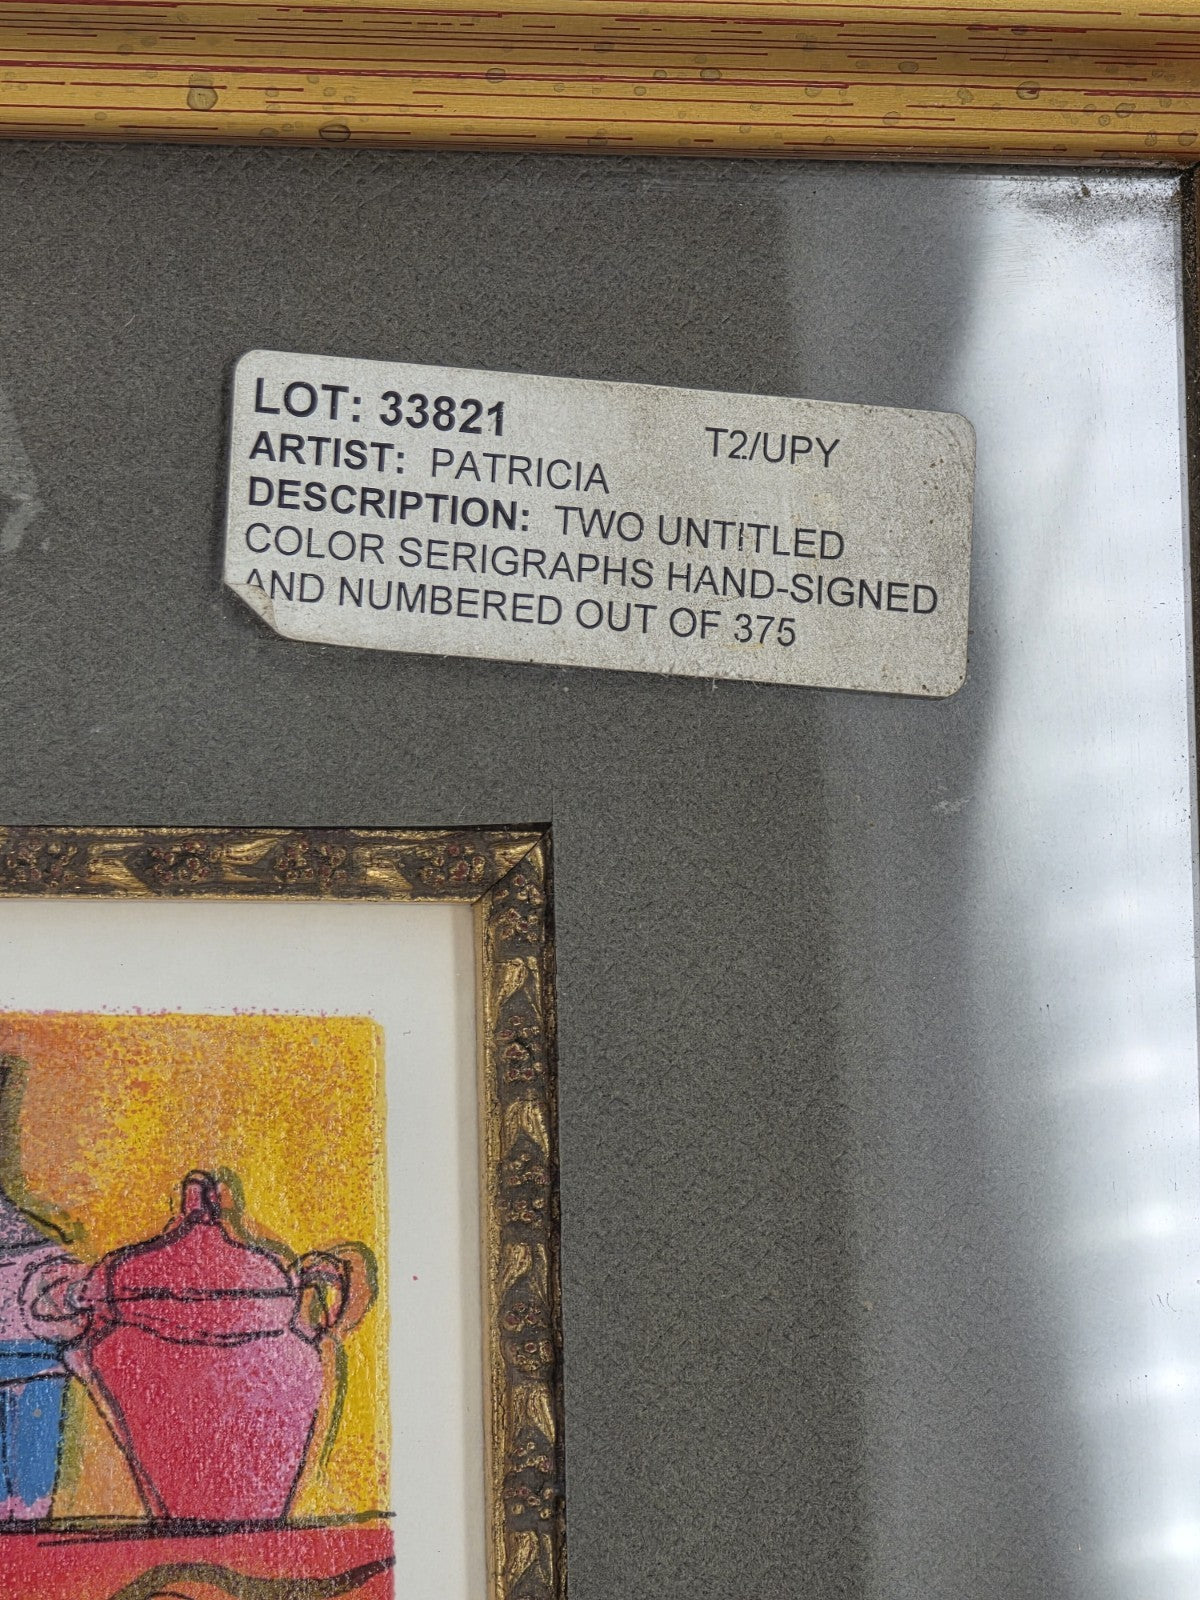 LOT: 33821 T2/UPY
ARTIST: PATRICIA
DESCRIPTION: TWO UNTITLED
COLOR SERIGRAPHS HAND-SIGNED
AND NUMBERED OUT OF 375